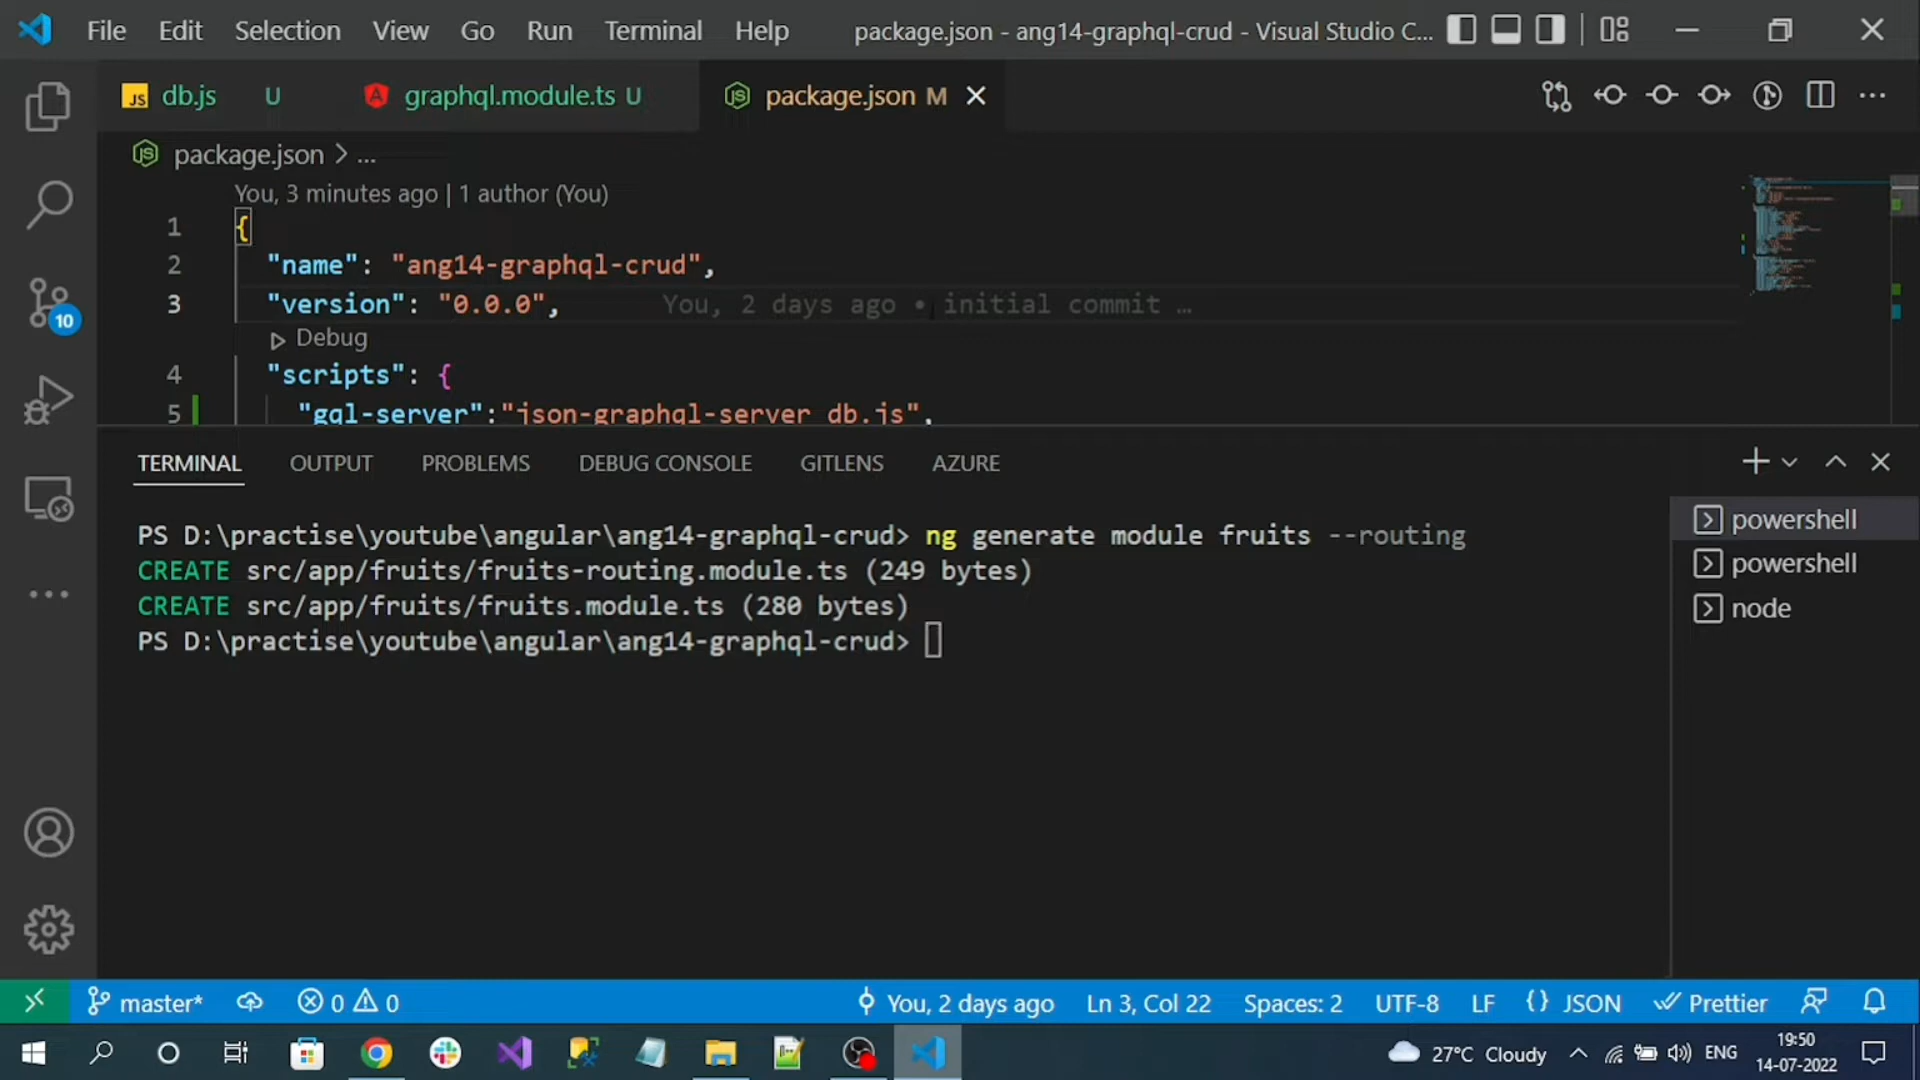 File Edit Selection View Go Run Terminal Help package.json - ang14-graphql-crud - Visual Studio C...
JS db.js U graphql.module.ts U package.json M
package.json > ...
You, 3 minutes ago | 1 author (You)
1 {
2 "name": "ang14-graphql-crud",
3 "version": "0.0.0", You, 2 days ago • initial commit …
Debug
4 "scripts": {
5 "gql-server":"json-graphql-server db.js",
10
TERMINAL OUTPUT PROBLEMS DEBUG CONSOLE GITLENS AZURE
PS D:\practise\youtube\angular\ang14-graphql-crud> ng generate module fruits --routing
CREATE src/app/fruits/fruits-routing.module.ts (249 bytes)
CREATE src/app/fruits/fruits.module.ts (280 bytes)
PS D:\practise\youtube\angular\ang14-graphql-crud>
powershell
powershell
node
master* 0 0 You, 2 days ago Ln 3, Col 22 Spaces: 2 UTF-8 LF {} JSON Prettier
27°C Cloudy ENG 19:50
14-07-2022